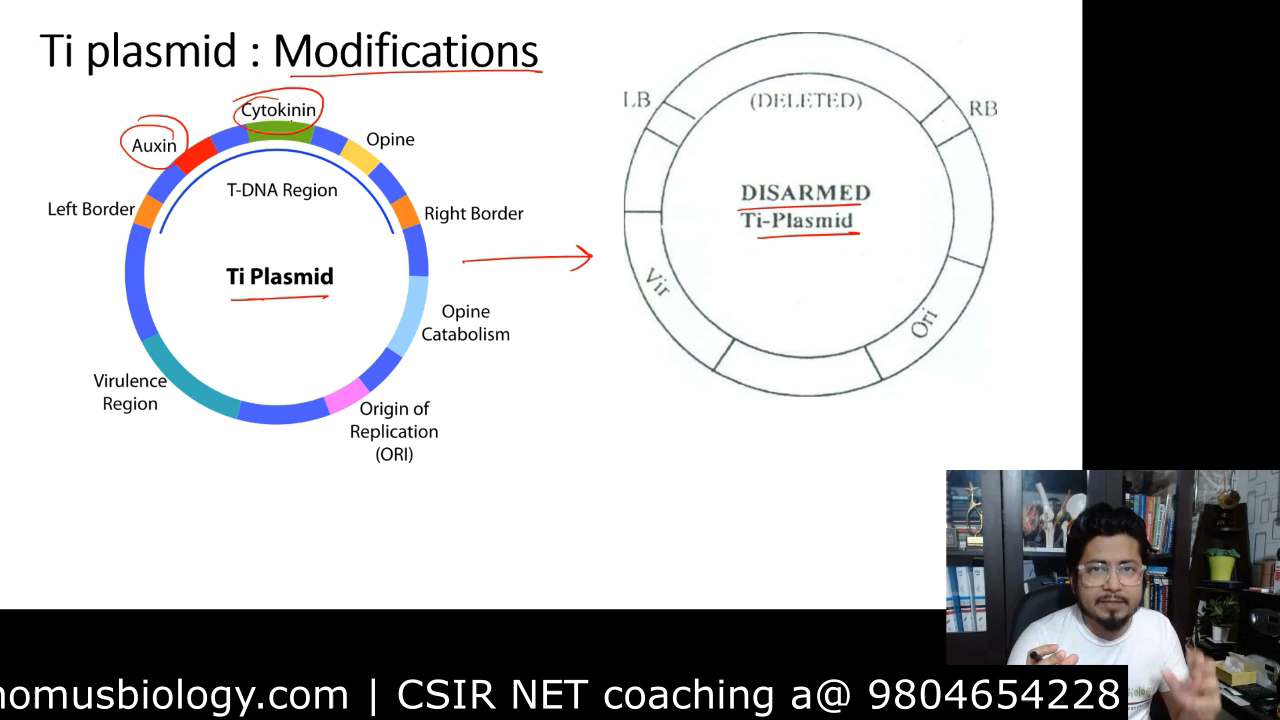 Ti plasmid : Modifications
Cytokinin
Auxin
Opine
T-DNA Region
Left Border
Right Border
Ti Plasmid
Opine
Catabolism
Virulence
Region
Origin of
Replication
(ORI)
LB
(DELETED)
RB
DISARMED
Ti-Plasmid
Vir
Ori
nomusbiology.com | CSIR NET coaching a@ 9804654228